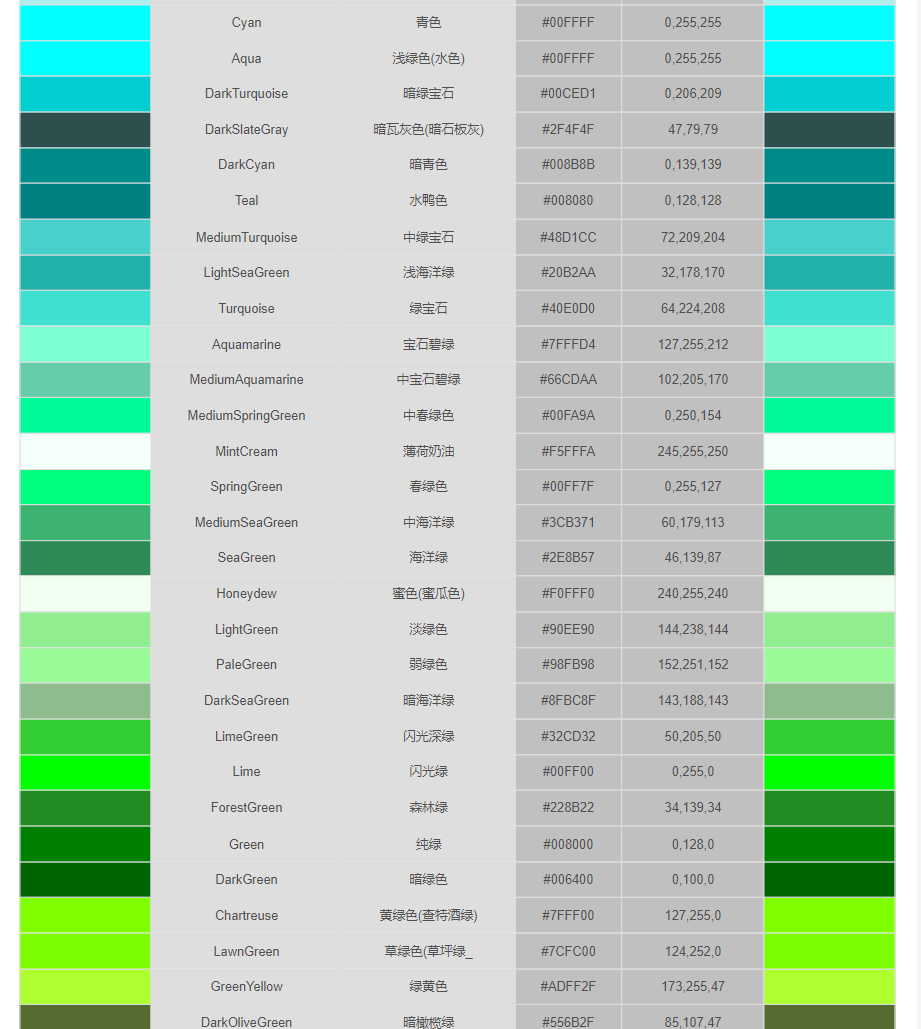 Cyan 青色 #00FFFF 0,255,255
Aqua 浅绿色(水色) #00FFFF 0,255,255
DarkTurquoise 暗绿宝石 #00CED1 0,206,209
DarkSlateGray 暗瓦灰色(暗石板灰) #2F4F4F 47,79,79
DarkCyan 暗青色 #008B8B 0,139,139
Teal 水鸭色 #008080 0,128,128
MediumTurquoise 中绿宝石 #48D1CC 72,209,204
LightSeaGreen 浅海洋绿 #20B2AA 32,178,170
Turquoise 绿宝石 #40E0D0 64,224,208
Aquamarine 宝石碧绿 #7FFFD4 127,255,212
MediumAquamarine 中宝石碧绿 #66CDAA 102,205,170
MediumSpringGreen 中春绿色 #00FA9A 0,250,154
MintCream 薄荷奶油 #F5FFFA 245,255,250
SpringGreen 春绿色 #00FF7F 0,255,127
MediumSeaGreen 中海洋绿 #3CB371 60,179,113
SeaGreen 海洋绿 #2E8B57 46,139,87
Honeydew 蜜色(蜜瓜色) #F0FFF0 240,255,240
LightGreen 淡绿色 #90EE90 144,238,144
PaleGreen 弱绿色 #98FB98 152,251,152
DarkSeaGreen 暗海洋绿 #8FBC8F 143,188,143
LimeGreen 闪光深绿 #32CD32 50,205,50
Lime 闪光绿 #00FF00 0,255,0
ForestGreen 森林绿 #228B22 34,139,34
Green 纯绿 #008000 0,128,0
DarkGreen 暗绿色 #006400 0,100,0
Chartreuse 黄绿色(查特酒绿) #7FFF00 127,255,0
LawnGreen 草绿色(草坪绿_ #7CFC00 124,252,0
GreenYellow 绿黄色 #ADFF2F 173,255,47
DarkOliveGreen 暗橄榄绿 #556B2F 85,107,47